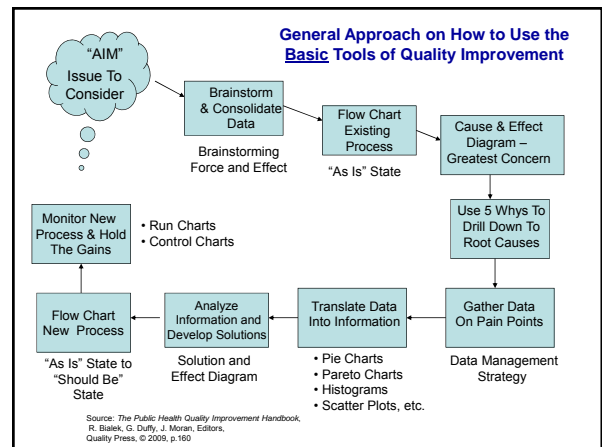 General Approach on How to Use the
Basic Tools of Quality Improvement
“AIM”
Issue To
Consider
Brainstorm
& Consolidate
Data
Brainstorming
Force and Effect
Flow Chart
Existing
Process
“As Is” State
Cause & Effect
Diagram –
Greatest Concern
Use 5 Whys To
Drill Down To
Root Causes
Gather Data
On Pain Points
Data Management
Strategy
Translate Data
Into Information
• Pie Charts
• Pareto Charts
• Histograms
• Scatter Plots, etc.
Analyze
Information and
Develop Solutions
Solution and
Effect Diagram
Flow Chart
New Process
“As Is” State to
“Should Be”
State
Monitor New
Process & Hold
The Gains
• Run Charts
• Control Charts
Source: The Public Health Quality Improvement Handbook,
R. Bialek, G. Duffy, J. Moran, Editors,
Quality Press, © 2009, p.160